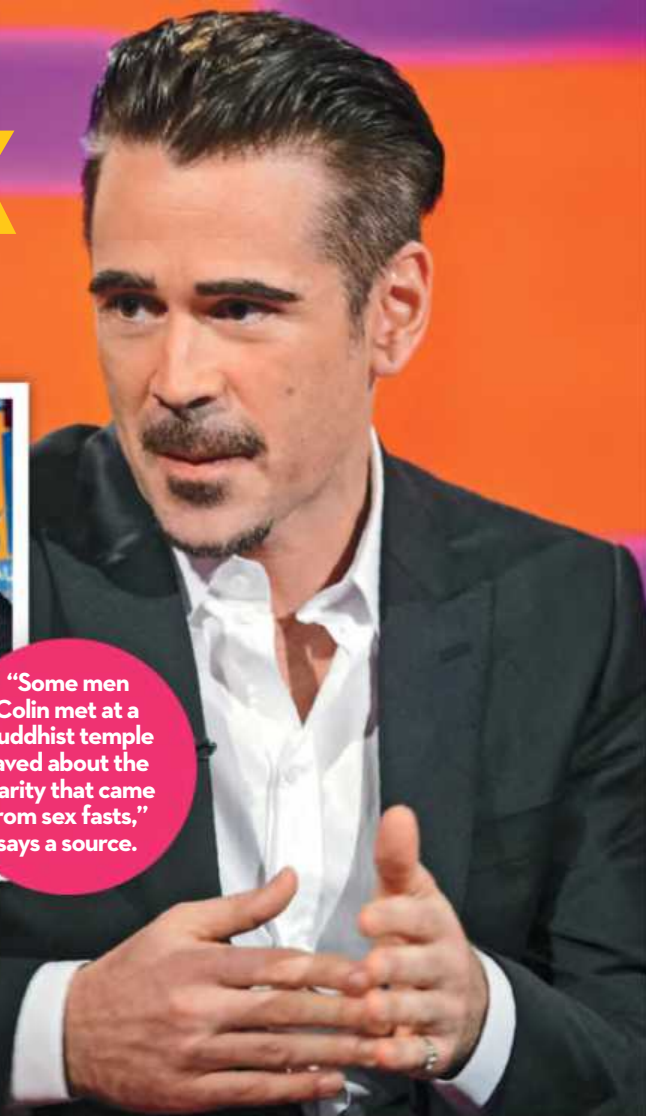 “Some men
Colin met at a
uddhist temple
aved about the
arity that came
rom sex fasts,”
says a source.